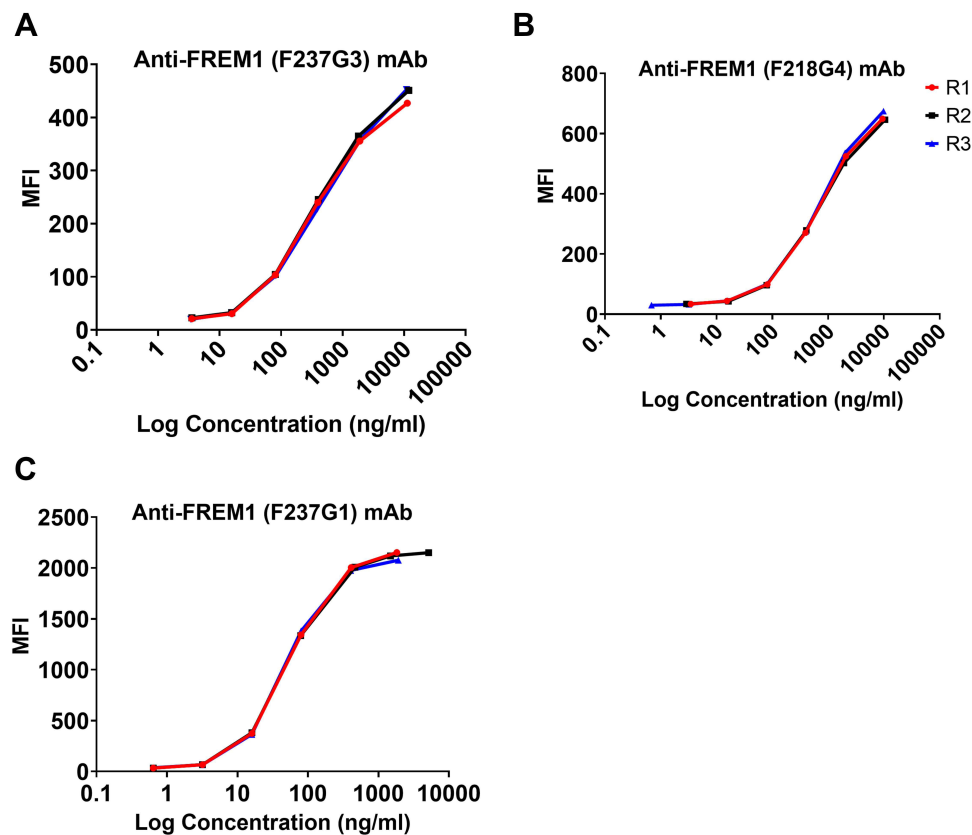 A
Anti-FREM1 (F237G3) mAb
500
400
300
200
100
0
MFI
0.1
1
10
100
1000
10000
100000
Log Concentration (ng/ml)
B
Anti-FREM1 (F218G4) mAb
800
600
400
200
0
MFI
0.1
1
10
100
1000
10000
100000
Log Concentration (ng/ml)
R1
R2
R3
C
Anti-FREM1 (F237G1) mAb
2500
2000
1500
1000
500
0
MFI
0.1
1
10
100
1000
10000
Log Concentration (ng/ml)